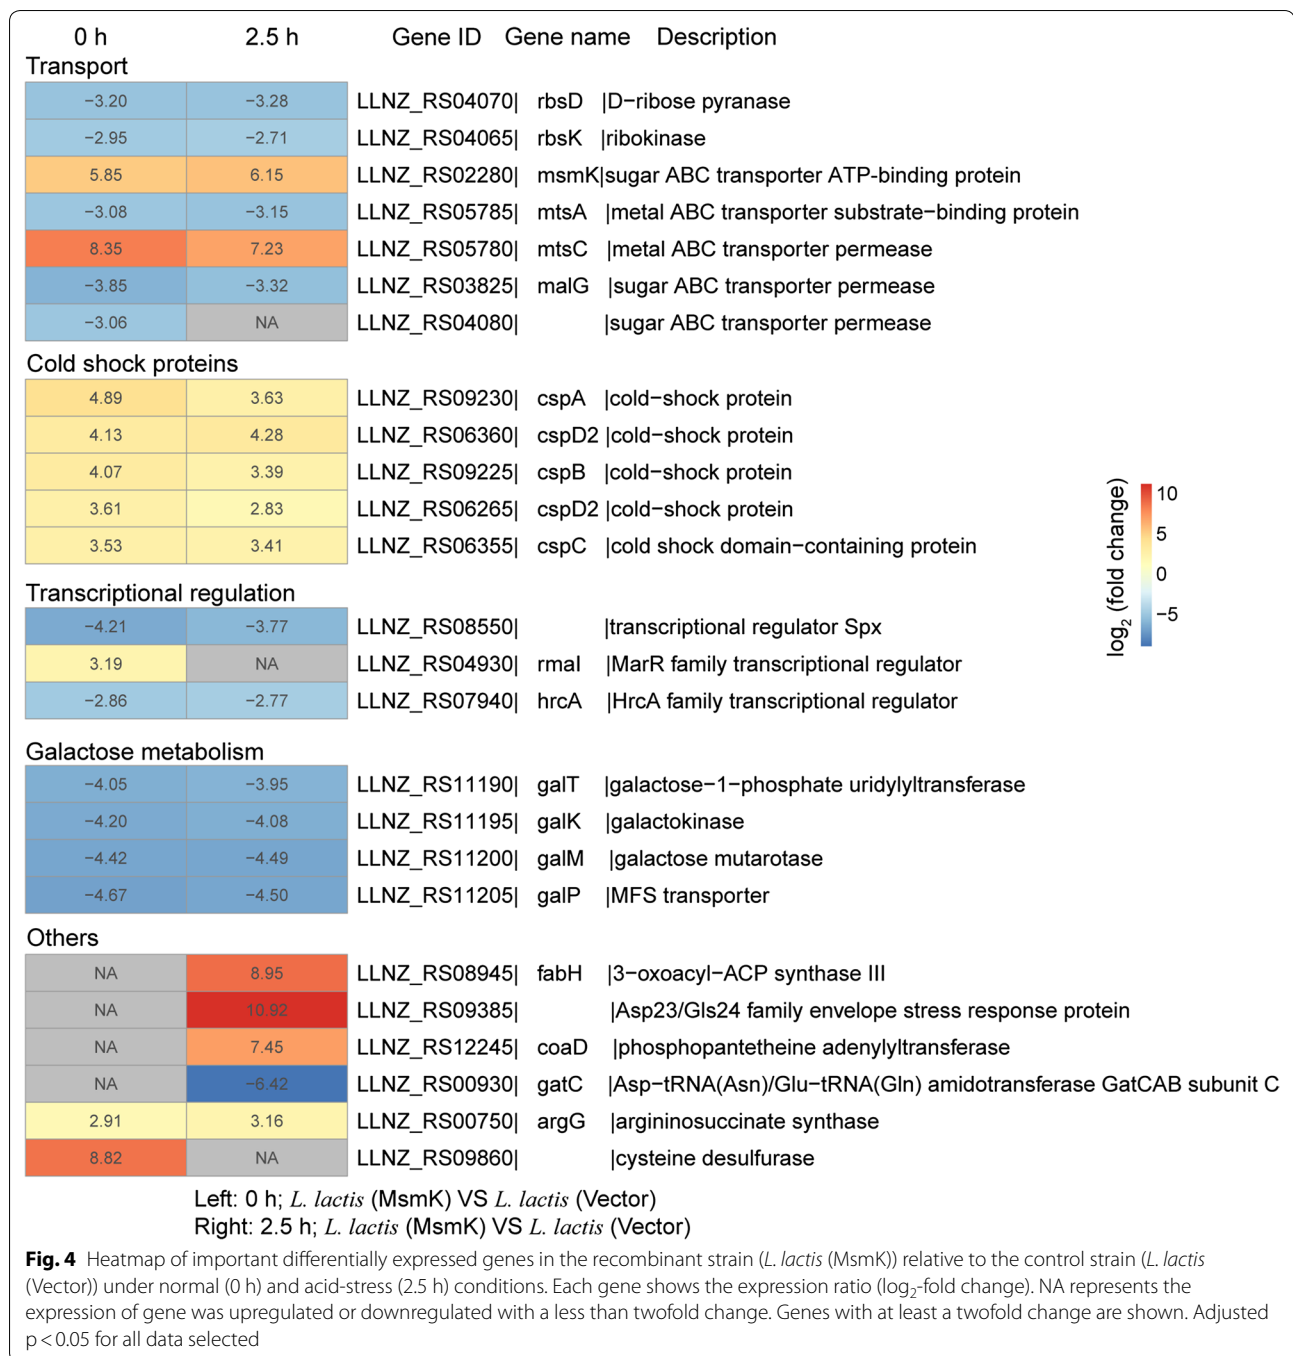 0 h 2.5 h Gene ID Gene name Description
Transport
−3.20 −3.28 LLNZ_RS04070| rbsD |D−ribose pyranase
−2.95 −2.71 LLNZ_RS04065| rbsK |ribokinase
5.85 6.15 LLNZ_RS02280| msmK|sugar ABC transporter ATP-binding protein
−3.08 −3.15 LLNZ_RS05785| mtsA |metal ABC transporter substrate−binding protein
8.35 7.23 LLNZ_RS05780| mtsC |metal ABC transporter permease
−3.85 −3.32 LLNZ_RS03825| malG |sugar ABC transporter permease
−3.06 NA LLNZ_RS04080| |sugar ABC transporter permease
Cold shock proteins
4.89 3.63 LLNZ_RS09230| cspA |cold−shock protein
4.13 4.28 LLNZ_RS06360| cspD2 |cold−shock protein
4.07 3.39 LLNZ_RS09225| cspB |cold−shock protein
3.61 2.83 LLNZ_RS06265| cspD2 |cold−shock protein
3.53 3.41 LLNZ_RS06355| cspC |cold shock domain−containing protein
Transcriptional regulation
−4.21 −3.77 LLNZ_RS08550| |transcriptional regulator Spx
3.19 NA LLNZ_RS04930| rmaI |MarR family transcriptional regulator
−2.86 −2.77 LLNZ_RS07940| hrcA |HrcA family transcriptional regulator
Galactose metabolism
−4.05 −3.95 LLNZ_RS11190| galT |galactose−1−phosphate uridylyltransferase
−4.20 −4.08 LLNZ_RS11195| galK |galactokinase
−4.42 −4.49 LLNZ_RS11200| galM |galactose mutarotase
−4.67 −4.50 LLNZ_RS11205| galP |MFS transporter
Others
NA 8.95 LLNZ_RS08945| fabH |3−oxoacyl−ACP synthase III
NA 10.92 LLNZ_RS09385| |Asp23/Gls24 family envelope stress response protein
NA 7.45 LLNZ_RS12245| coaD |phosphopantetheine adenylyltransferase
NA −6.42 LLNZ_RS00930| gatC |Asp−tRNA(Asn)/Glu−tRNA(Gln) amidotransferase GatCAB subunit C
2.91 3.16 LLNZ_RS00750| argG |argininosuccinate synthase
8.82 NA LLNZ_RS09860| |cysteine desulfurase
log2 (fold change)
10
5
0
−5
Left: 0 h; L. lactis (MsmK) VS L. lactis (Vector)
Right: 2.5 h; L. lactis (MsmK) VS L. lactis (Vector)
Fig. 4 Heatmap of important differentially expressed genes in the recombinant strain (L. lactis (MsmK)) relative to the control strain (L. lactis
(Vector)) under normal (0 h) and acid-stress (2.5 h) conditions. Each gene shows the expression ratio (log2-fold change). NA represents the
expression of gene was upregulated or downregulated with a less than twofold change. Genes with at least a twofold change are shown. Adjusted
p < 0.05 for all data selected